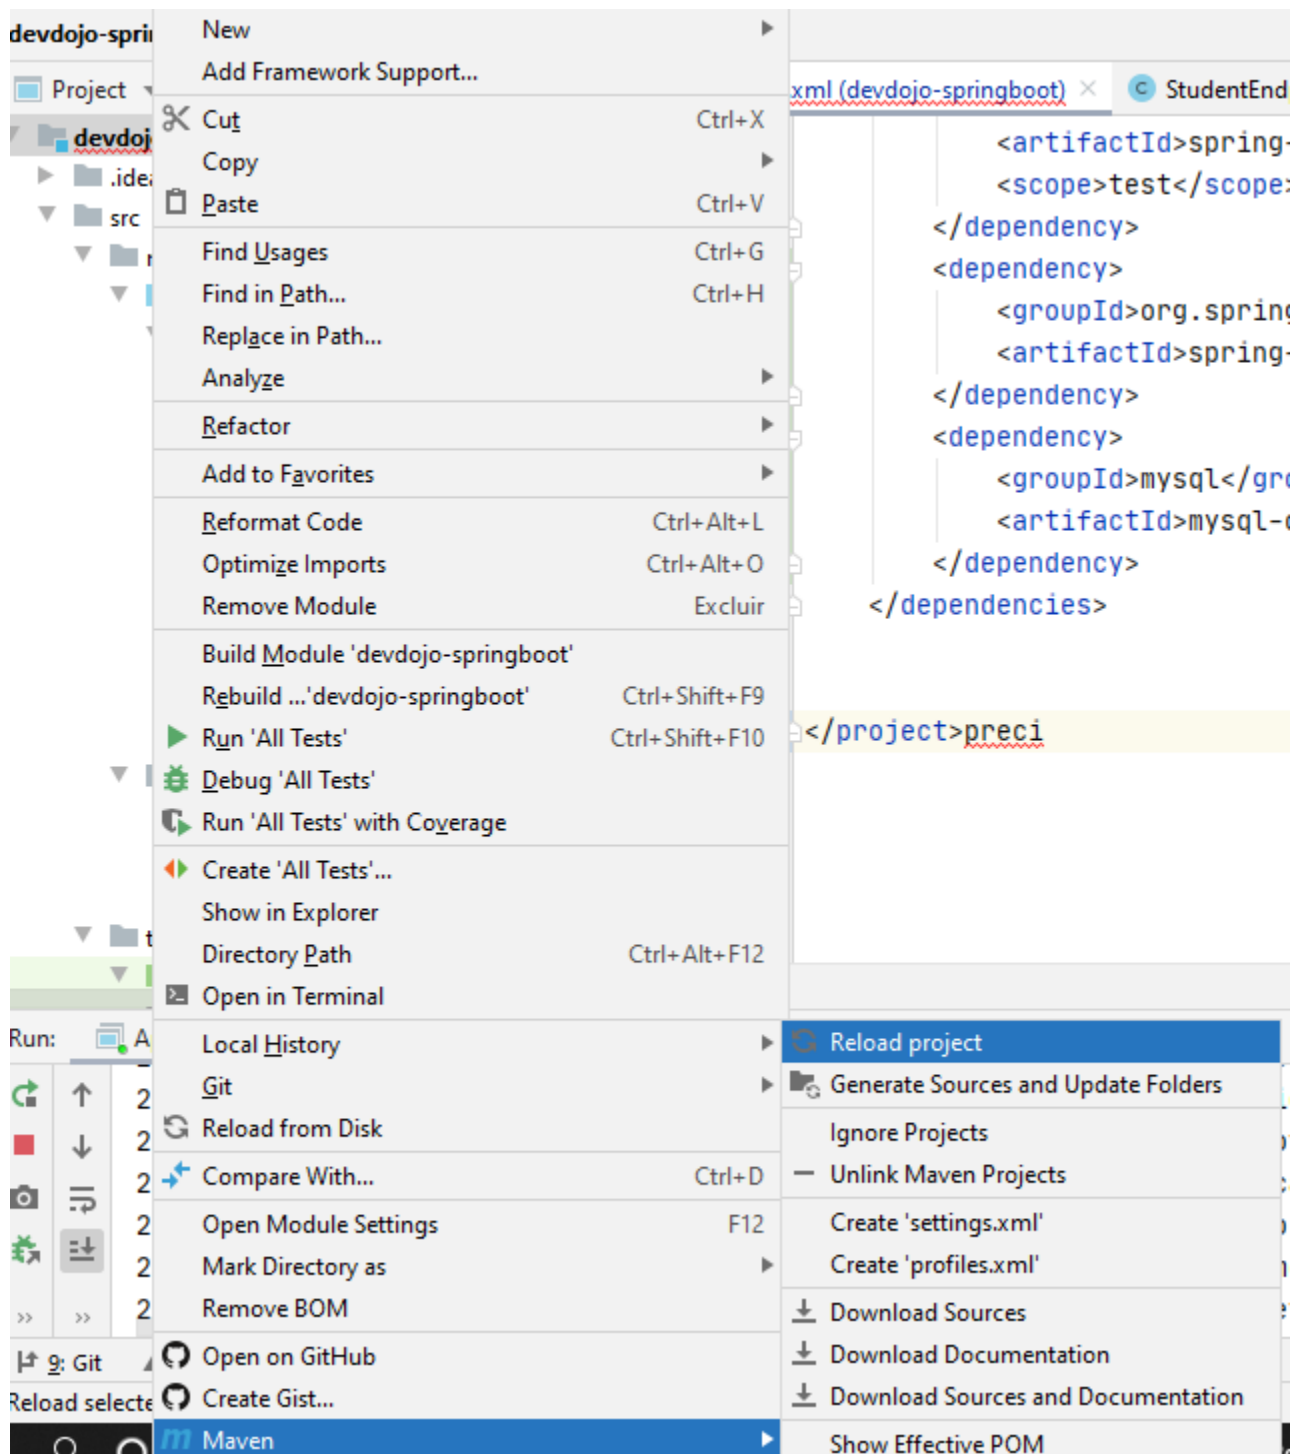 devdojo-spri
Project
devdoj
.idea
src
New
Add Framework Support...
Cut Ctrl+X
Copy
Paste Ctrl+V
Find Usages Ctrl+G
Find in Path... Ctrl+H
Replace in Path...
Analyze
Refactor
Add to Favorites
Reformat Code Ctrl+Alt+L
Optimize Imports Ctrl+Alt+O
Remove Module Excluir
Build Module 'devdojo-springboot'
Rebuild ...'devdojo-springboot' Ctrl+Shift+F9
Run 'All Tests' Ctrl+Shift+F10
Debug 'All Tests'
Run 'All Tests' with Coverage
Create 'All Tests'...
Show in Explorer
Directory Path Ctrl+Alt+F12
Open in Terminal
Local History
Git
Reload from Disk
Compare With... Ctrl+D
Open Module Settings F12
Mark Directory as
Remove BOM
Open on GitHub
Create Gist...
Maven
xml (devdojo-springboot) StudentEnd
<artifactId>spring-
<scope>test</scope>
</dependency>
<dependency>
<groupId>org.spring
<artifactId>spring-
</dependency>
<dependency>
<groupId>mysql</gro
<artifactId>mysql-c
</dependency>
</dependencies>
</project>preci
Reload project
Generate Sources and Update Folders
Ignore Projects
Unlink Maven Projects
Create 'settings.xml'
Create 'profiles.xml'
Download Sources
Download Documentation
Download Sources and Documentation
Show Effective POM
Run: A
2
2
2
2
2
2
9: Git
Reload selecte